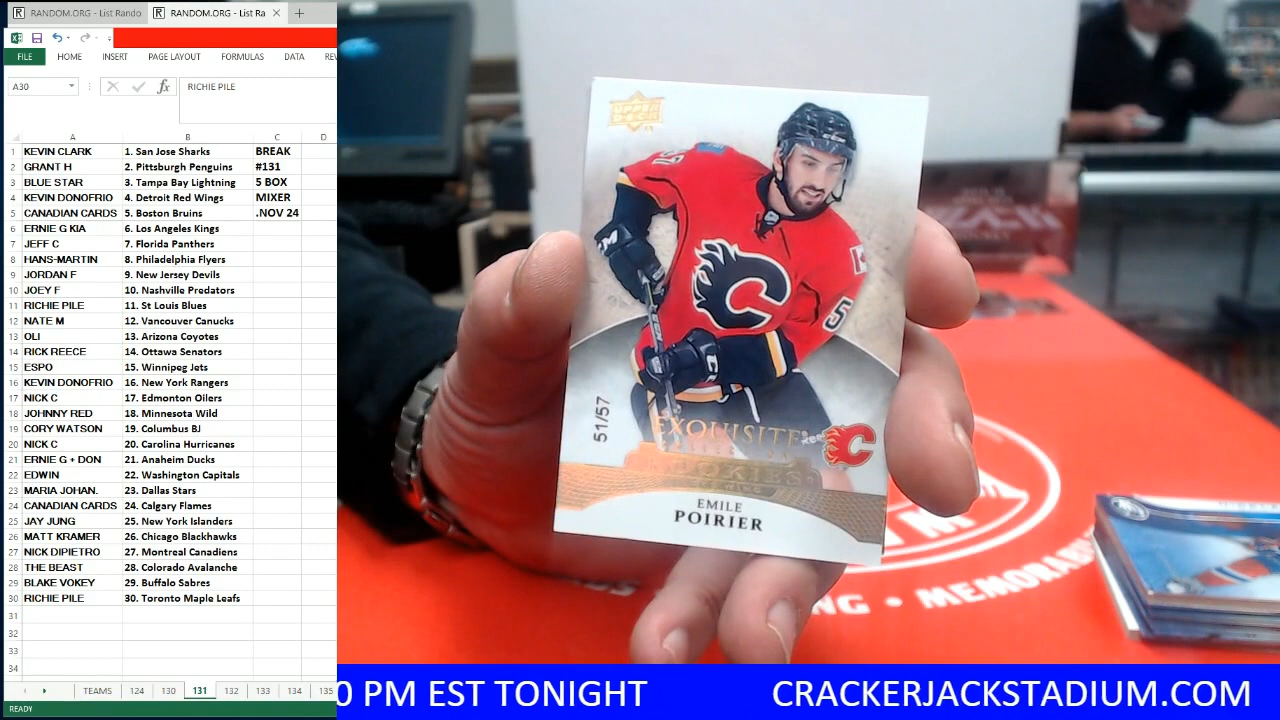 RANDOM.ORG - List Rando
RANDOM.ORG - List Ra
FILE HOME INSERT PAGE LAYOUT FORMULAS DATA
A30 fx RICHIE PILE
A B C D
1 KEVIN CLARK 1. San Jose Sharks BREAK
2 GRANT H 2. Pittsburgh Penguins #131
3 BLUE STAR 3. Tampa Bay Lightning 5 BOX
4 KEVIN DONOFRIO 4. Detroit Red Wings MIXER
5 CANADIAN CARDS 5. Boston Bruins .NOV 24
6 ERNIE G KIA 6. Los Angeles Kings
7 JEFF C 7. Florida Panthers
8 HANS-MARTIN 8. Philadelphia Flyers
9 JORDAN F 9. New Jersey Devils
10 JOEY F 10. Nashville Predators
11 RICHIE PILE 11. St Louis Blues
12 NATE M 12. Vancouver Canucks
13 OLI 13. Arizona Coyotes
14 RICK REECE 14. Ottawa Senators
15 ESPO 15. Winnipeg Jets
16 KEVIN DONOFRIO 16. New York Rangers
17 NICK C 17. Edmonton Oilers
18 JOHNNY RED 18. Minnesota Wild
19 CORY WATSON 19. Columbus BJ
20 NICK C 20. Carolina Hurricanes
21 ERNIE G + DON 21. Anaheim Ducks
22 EDWIN 22. Washington Capitals
23 MARIA JOHAN. 23. Dallas Stars
24 CANADIAN CARDS 24. Calgary Flames
25 JAY JUNG 25. New York Islanders
26 MATT KRAMER 26. Chicago Blackhawks
27 NICK DIPIETRO 27. Montreal Canadiens
28 THE BEAST 28. Colorado Avalanche
29 BLAKE VOKEY 29. Buffalo Sabres
30 RICHIE PILE 30. Toronto Maple Leafs
31
32
33
34
TEAMS 124 130 131 132 133 134 135
READY
UPPER DECK
57
5
CCM
51/57
EXQUISITE
ROOKIES
EMILE
POIRIER
NG • MEMORAB
0 PM EST TONIGHT CRACKERJACKSTADIUM.COM